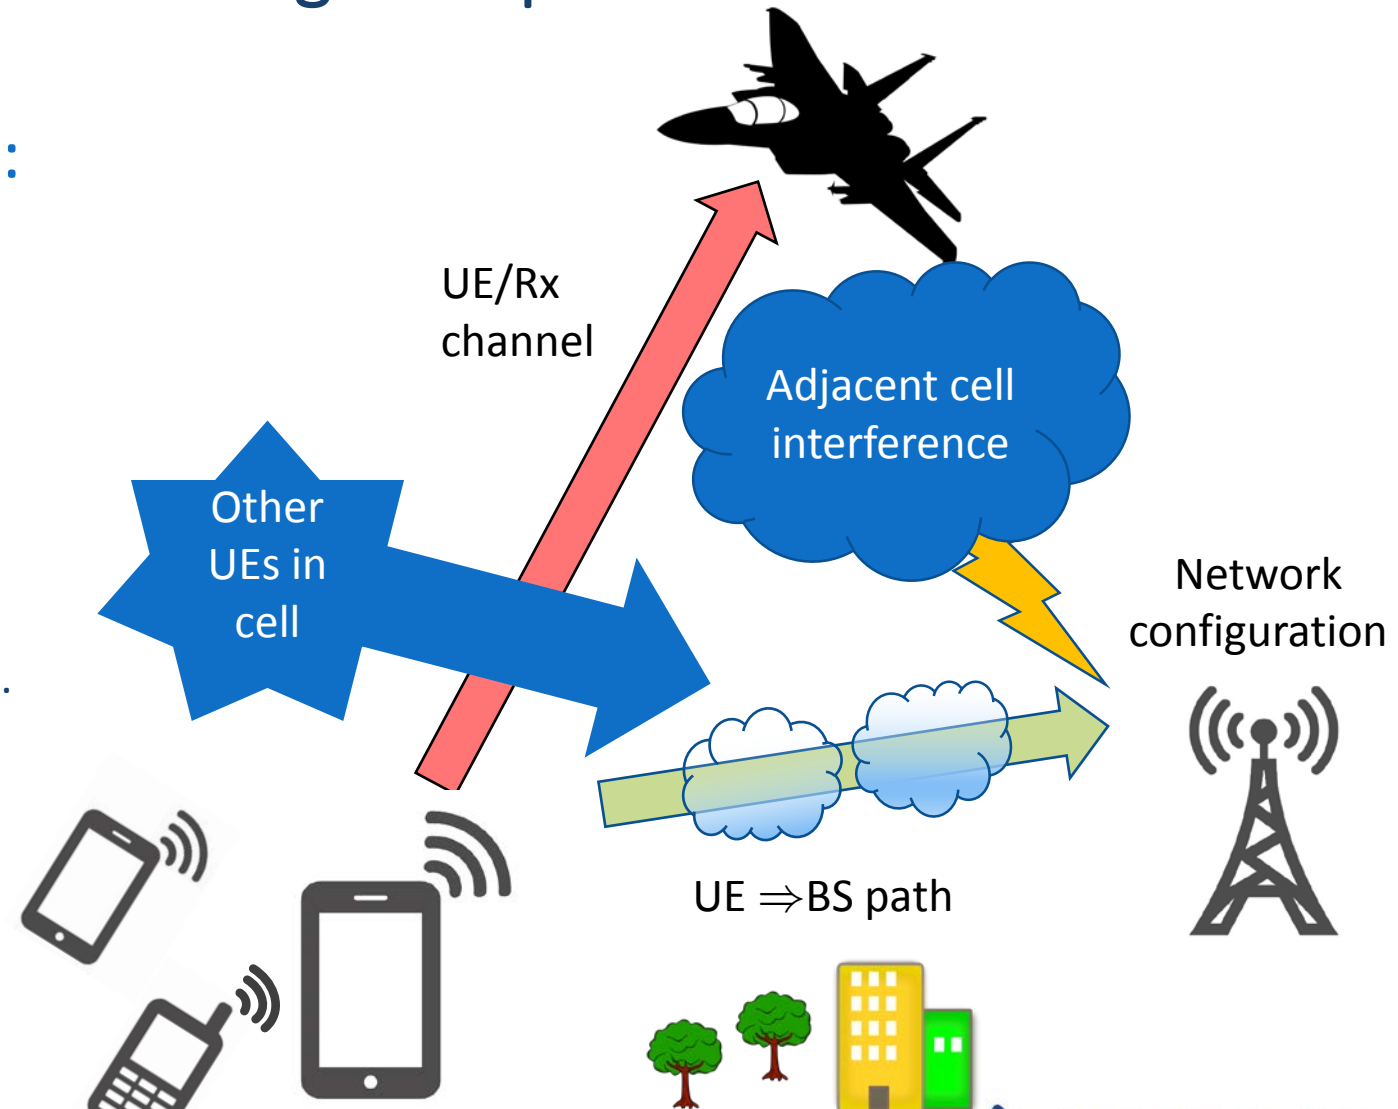 :
UE/Rx
channel
Adjacent cell
interference
Other
UEs in
cell
Network
configuration
.
UE ⇒BS path